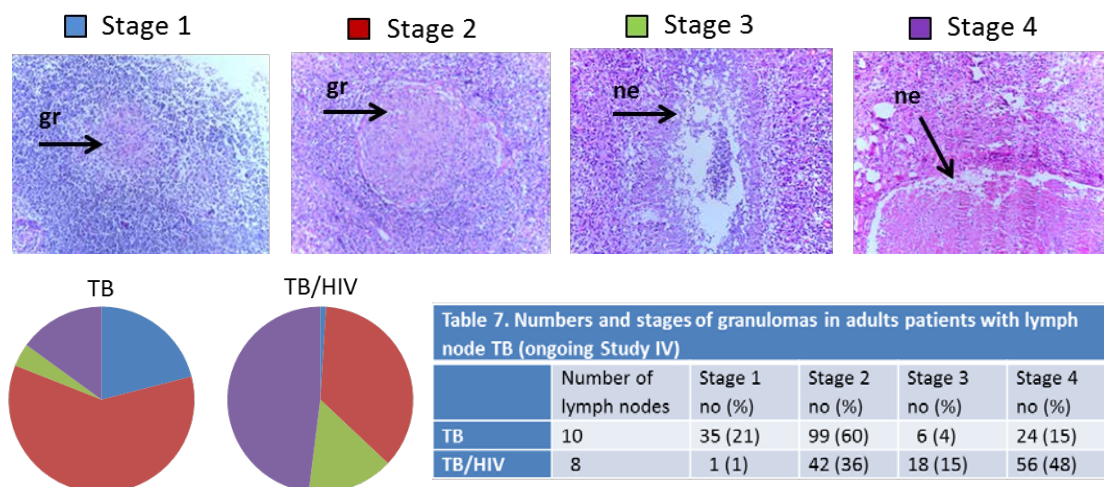 Stage 1
Stage 2
Stage 3
Stage 4
gr
gr
ne
ne
TB
TB/HIV
Table 7. Numbers and stages of granulomas in adults patients with lymph
node TB (ongoing Study IV)
Number of lymph nodes Stage 1 no (%) Stage 2 no (%) Stage 3 no (%) Stage 4 no (%)
TB 10 35 (21) 99 (60) 6 (4) 24 (15)
TB/HIV 8 1 (1) 42 (36) 18 (15) 56 (48)